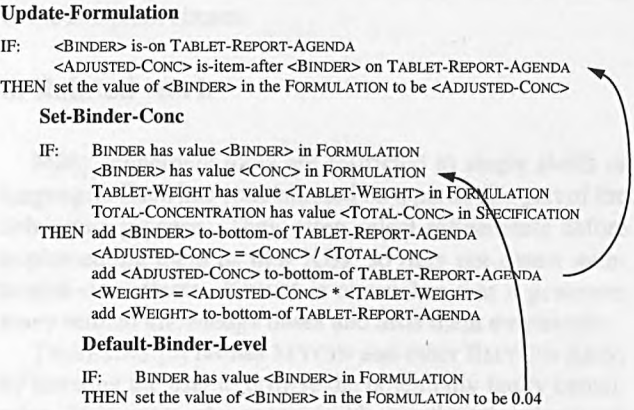 Update-Formulation
IF: <BINDER> is-on TABLET-REPORT-AGENDA
<ADJUSTED-CONC> is-item-after <BINDER> on TABLET-REPORT-AGENDA
THEN set the value of <BINDER> in the FORMULATION to be <ADJUSTED-CONC>
Set-Binder-Conc
IF: BINDER has value <BINDER> in FORMULATION
<BINDER> has value <CONC> in FORMULATION
TABLET-WEIGHT has value <TABLET-WEIGHT> in FORMULATION
TOTAL-CONCENTRATION has value <TOTAL-CONC> in SPECIFICATION
THEN add <BINDER> to-bottom of TABLET-REPORT-AGENDA
<ADJUSTED-CONC> = <CONC> / <TOTAL-CONC>
add <ADJUSTED-CONC> to-bottom-of TABLET-REPORT-AGENDA
<WEIGHT> = <ADJUSTED-CONC> * <TABLET-WEIGHT>
add <WEIGHT> to-bottom of TABLET-REPORT-AGENDA
Default-Binder-Level
IF: BINDER has value <BINDER> in FORMULATION
THEN set the value of <BINDER> in the FORMULATION to be 0.04